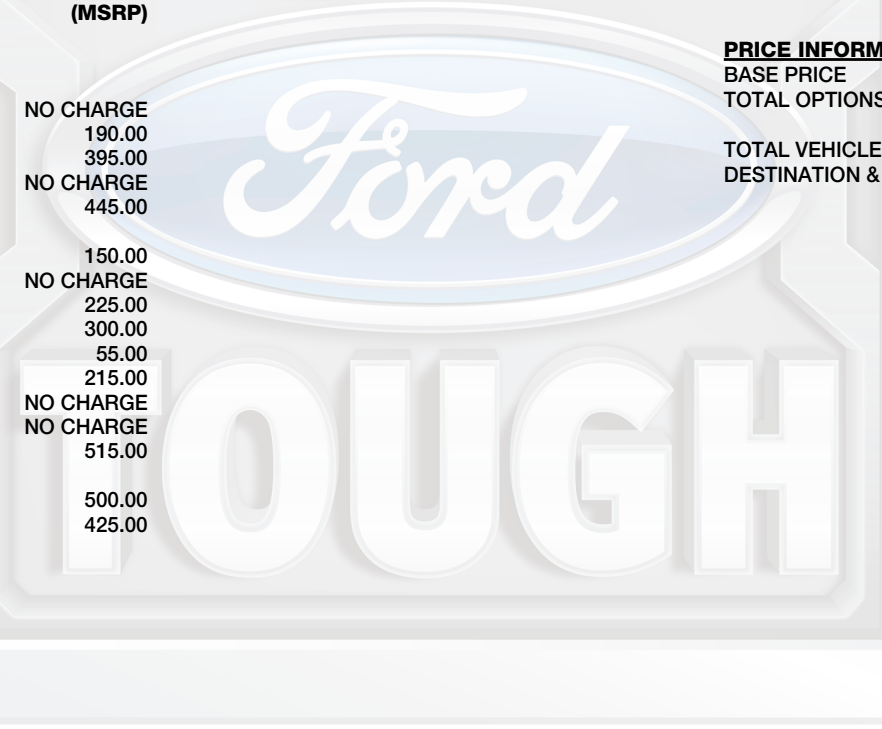 (MSRP)
NO CHARGE
190.00
395.00
NO CHARGE
445.00
150.00
NO CHARGE
225.00
300.00
55.00
215.00
NO CHARGE
NO CHARGE
515.00
500.00
425.00
PRICE INFORM
BASE PRICE
TOTAL OPTIONS
TOTAL VEHICLE
DESTINATION &
Ford
TOUGH